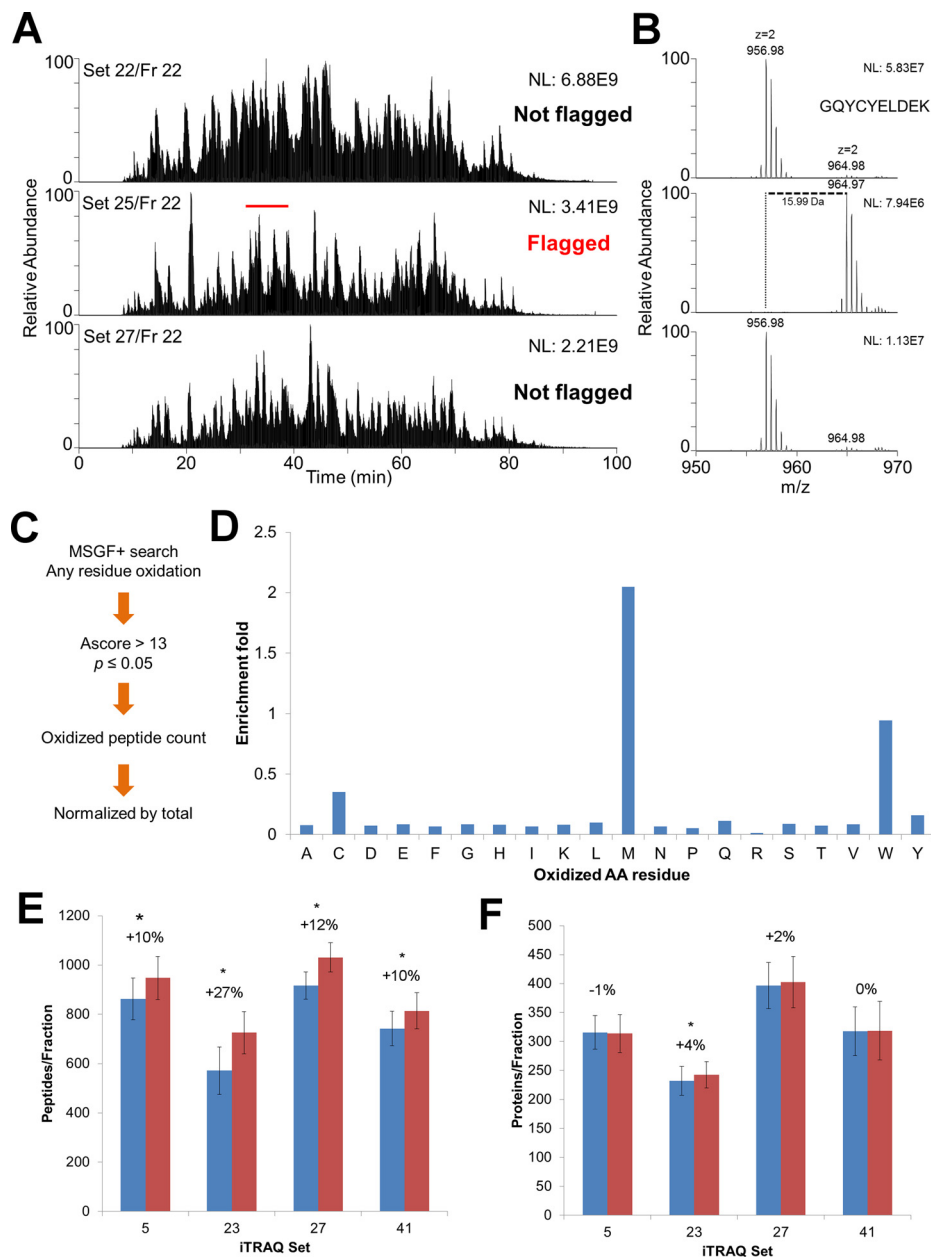 A
Set 22/Fr 22
100
NL: 6.88E9
Not flagged
0
Set 25/Fr 22
100
NL: 3.41E9
Flagged
0
Set 27/Fr 22
100
NL: 2.21E9
Not flagged
0
Relative Abundance
0 20 40 60 80 100
Time (min)
B
z=2
956.98
100
NL: 5.83E7
GQYCYELDEK
z=2
964.98
0
964.97
100
15.99 Da
NL: 7.94E6
0
956.98
100
NL: 1.13E7
964.98
0
Relative Abundance
950 960 970
m/z
C
MSGF+ search
Any residue oxidation
Ascore > 13
p ≤ 0.05
Oxidized peptide count
Normalized by total
D
2.5
2
1.5
1
0.5
0
Enrichment fold
A C D E F G H I K L M N P Q R S T V W Y
Oxidized AA residue
E
1200
1000
800
600
400
200
0
Peptides/Fraction
*
+10%
*
+27%
*
+12%
*
+10%
5 23 27 41
iTRAQ Set
F
500
450
400
350
300
250
200
150
100
50
0
Proteins/Fraction
-1%
*
+4%
+2%
0%
5 23 27 41
iTRAQ Set